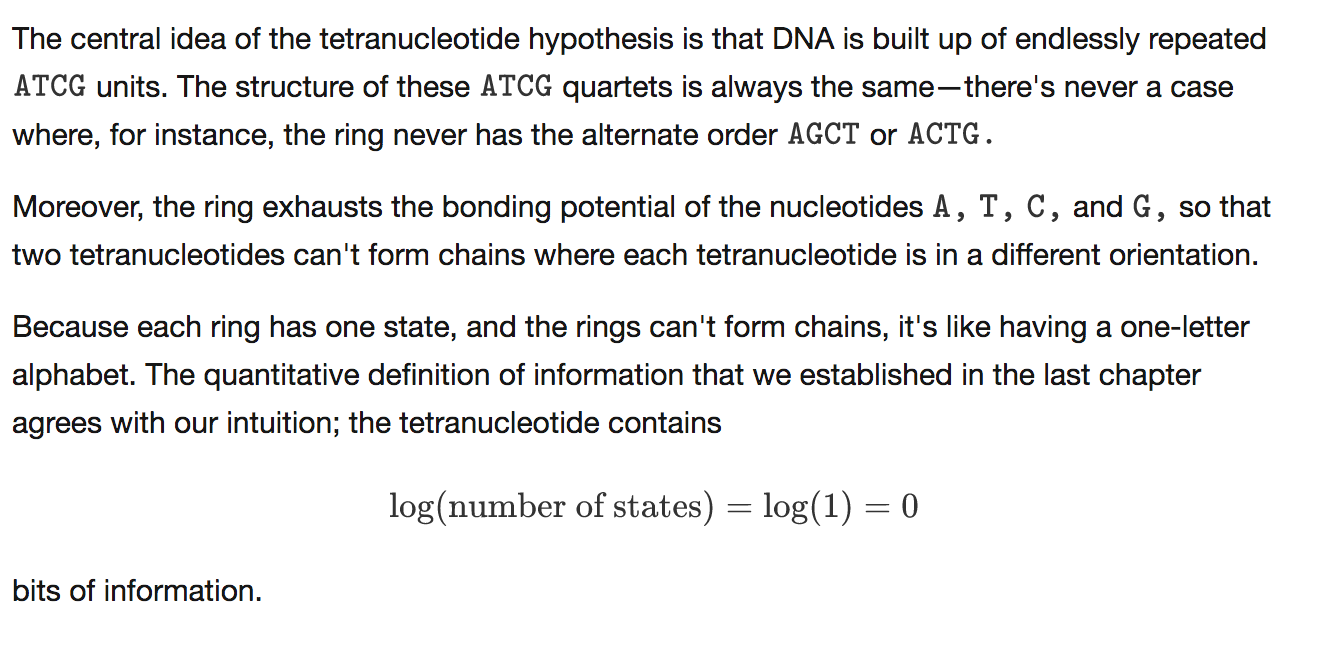 The central idea of the tetranucleotide hypothesis is that DNA is built up of endlessly repeated
ATCG units. The structure of these ATCG quartets is always the same—there's never a case
where, for instance, the ring never has the alternate order AGCT or ACTG.
Moreover, the ring exhausts the bonding potential of the nucleotides A, T, C, and G, so that
two tetranucleotides can't form chains where each tetranucleotide is in a different orientation.
Because each ring has one state, and the rings can't form chains, it's like having a one-letter
alphabet. The quantitative definition of information that we established in the last chapter
agrees with our intuition; the tetranucleotide contains
log(number of states) = log(1) = 0
bits of information.